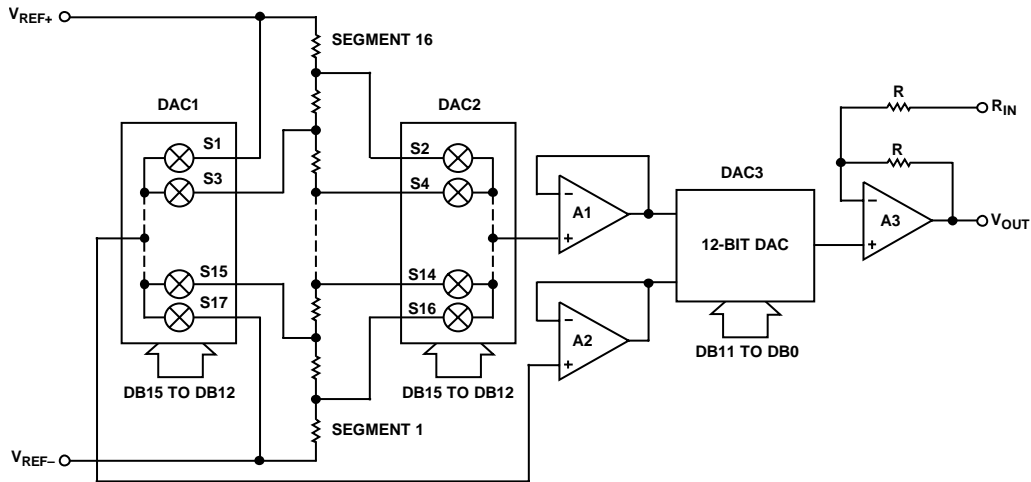 VREF+
SEGMENT 16
DAC1
DAC2
S1
S3
S15
S17
DB15 TO DB12
S2
S4
S14
S16
DB15 TO DB12
SEGMENT 1
VREF–
–
A1
+
–
A2
+
DAC3
12-BIT DAC
DB11 TO DB0
R
RIN
R
–
A3
+
VOUT